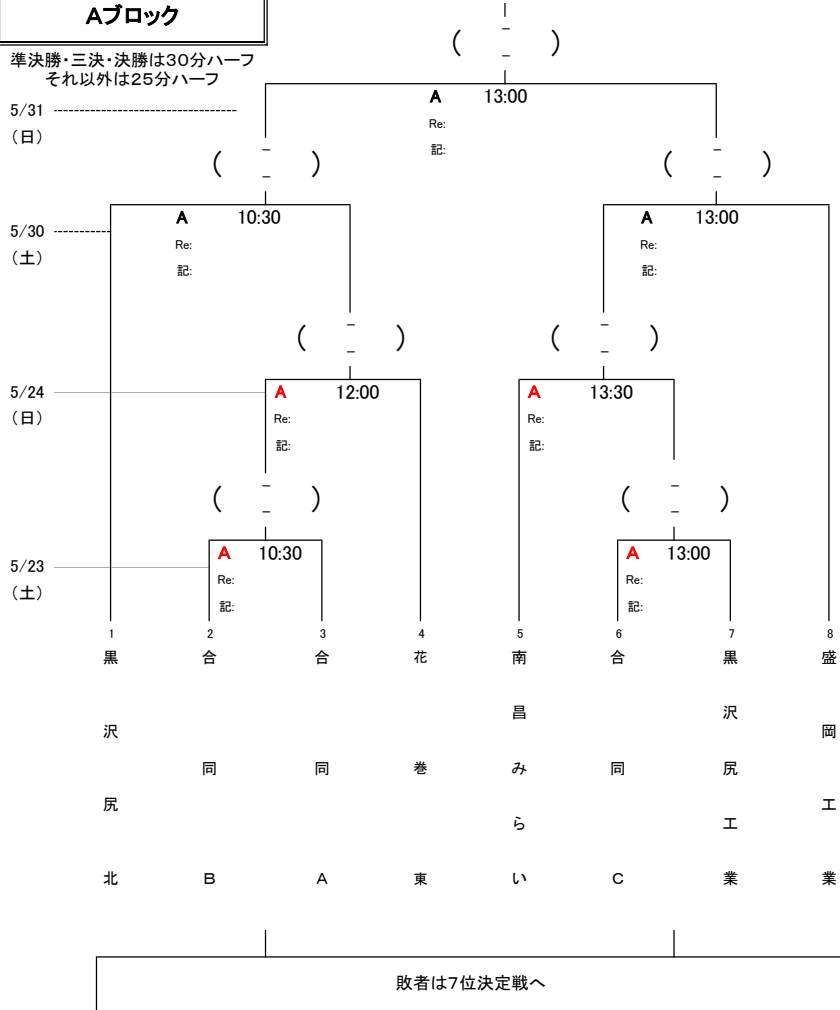 Aブロック
準決勝・三決・決勝は30分ハーフ
それ以外は25分ハーフ
( － － )
5/31
（日）
A 13:00
Re:
記:
( － － ) ( － － )
5/30
（土）
A 10:30
Re:
記:
A 13:00
Re:
記:
( － － ) ( － － )
5/24
（日）
A 12:00
Re:
記:
A 13:30
Re:
記:
( － － ) ( － － )
5/23
（土）
A 10:30
Re:
記:
A 13:00
Re:
記:
1 2 3 4 5 6 7 8
黒沢尻北
合同B
合同A
花巻東
南昌みらい
合同C
黒沢尻工業
盛岡工業
敗者は7位決定戦へ